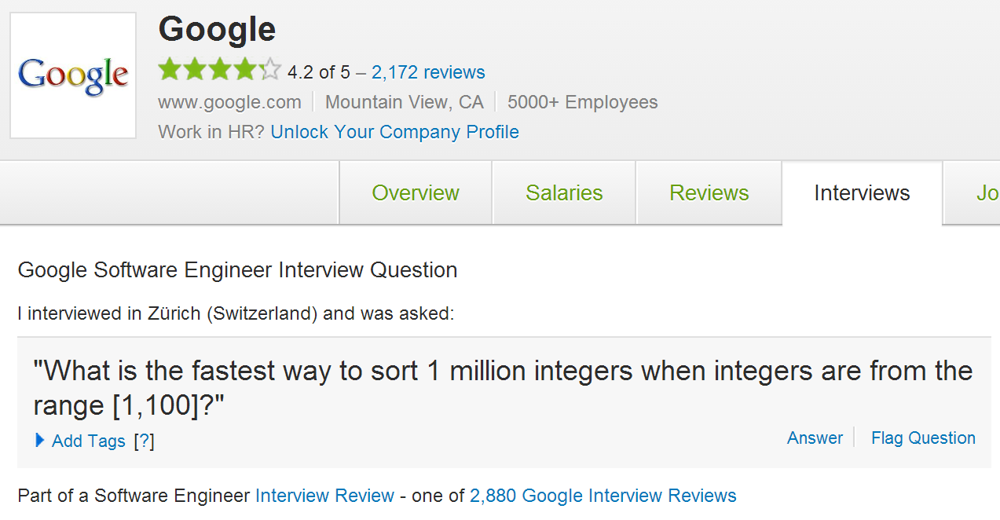 Google
Google
4.2 of 5 – 2,172 reviews
www.google.com Mountain View, CA 5000+ Employees
Work in HR? Unlock Your Company Profile
Overview Salaries Reviews Interviews Jo
Google Software Engineer Interview Question
I interviewed in Zürich (Switzerland) and was asked:
"What is the fastest way to sort 1 million integers when integers are from the
range [1,100]?"
Add Tags [?] Answer Flag Question
Part of a Software Engineer Interview Review - one of 2,880 Google Interview Reviews